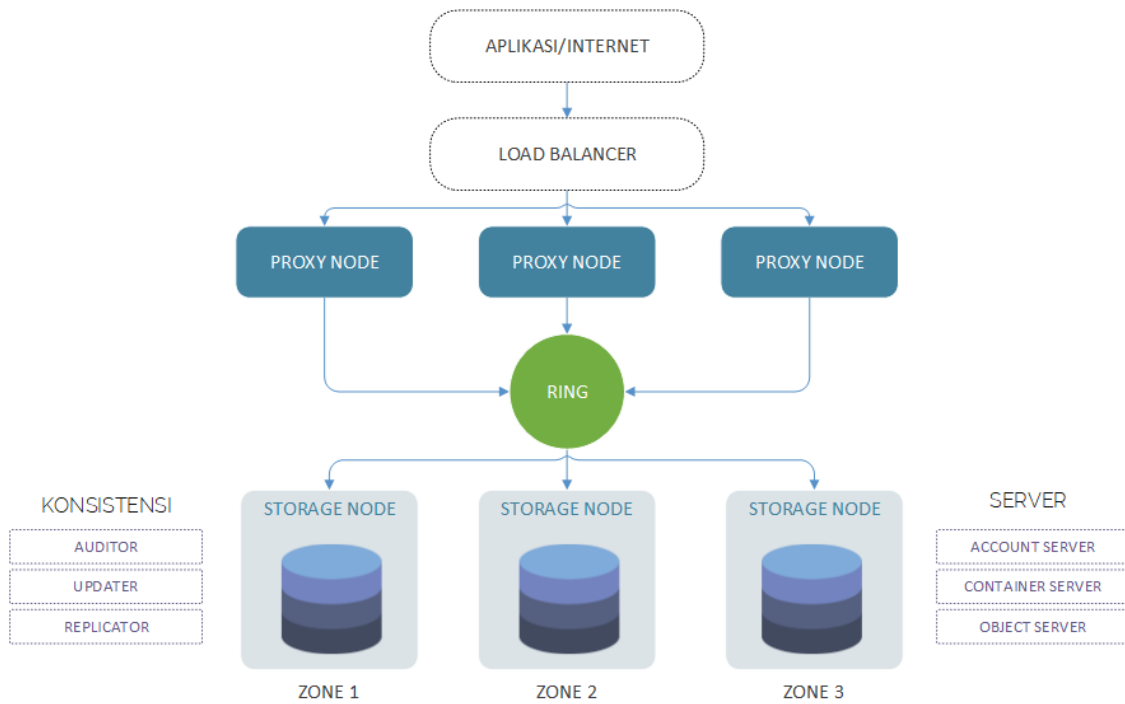 APLIKASI/INTERNET
LOAD BALANCER
PROXY NODE
PROXY NODE
PROXY NODE
RING
KONSISTENSI
AUDITOR
UPDATER
REPLICATOR
STORAGE NODE
STORAGE NODE
STORAGE NODE
SERVER
ACCOUNT SERVER
CONTAINER SERVER
OBJECT SERVER
ZONE 1
ZONE 2
ZONE 3